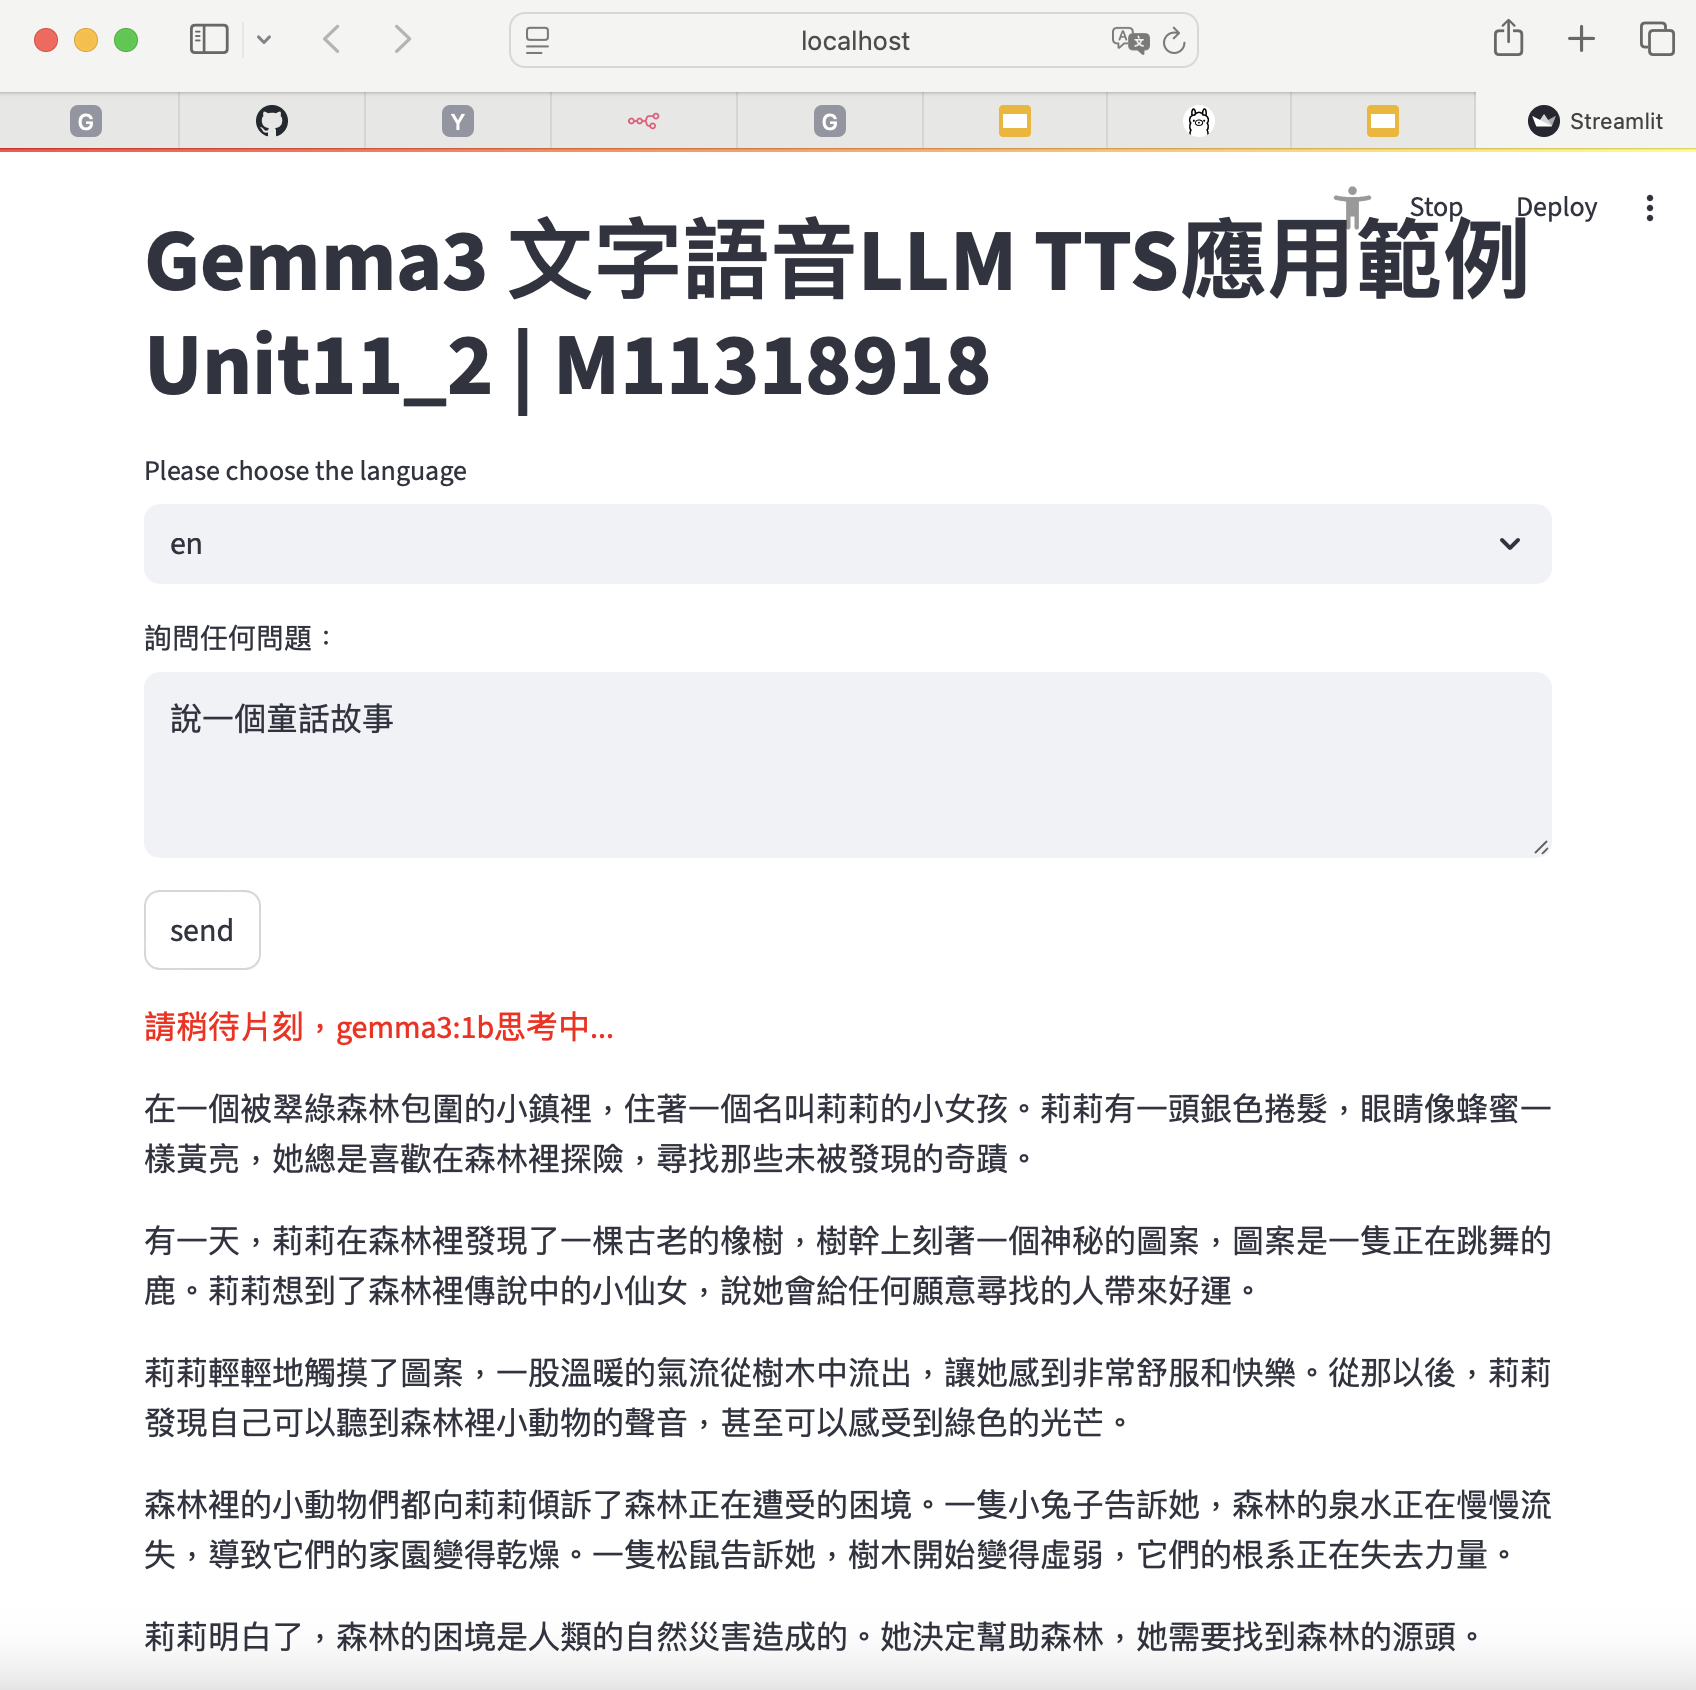 localhost
G
Y
G
Streamlit
Stop
Deploy
Gemma3 文字語音LLM TTS應用範例
Unit11_2 | M11318918
Please choose the language
en
詢問任何問題：
說一個童話故事
send
請稍待片刻，gemma3:1b思考中...
在一個被翠綠森林包圍的小鎮裡，住著一個名叫莉莉的小女孩。莉莉有一頭銀色捲髮，眼睛像蜂蜜一
樣黃亮，她總是喜歡在森林裡探險，尋找那些未被發現的奇蹟。
有一天，莉莉在森林裡發現了一棵古老的橡樹，樹幹上刻著一個神秘的圖案，圖案是一隻正在跳舞的
鹿。莉莉想到了森林裡傳說中的小仙女，說她會給任何願意尋找的人帶來好運。
莉莉輕輕地觸摸了圖案，一股溫暖的氣流從樹木中流出，讓她感到非常舒服和快樂。從那以後，莉莉
發現自己可以聽到森林裡小動物的聲音，甚至可以感受到綠色的光芒。
森林裡的小動物們都向莉莉傾訴了森林正在遭受的困境。一隻小兔子告訴她，森林的泉水正在慢慢流
失，導致它們的家園變得乾燥。一隻松鼠告訴她，樹木開始變得虛弱，它們的根系正在失去力量。
莉莉明白了，森林的困境是人類的自然災害造成的。她決定幫助森林，她需要找到森林的源頭。